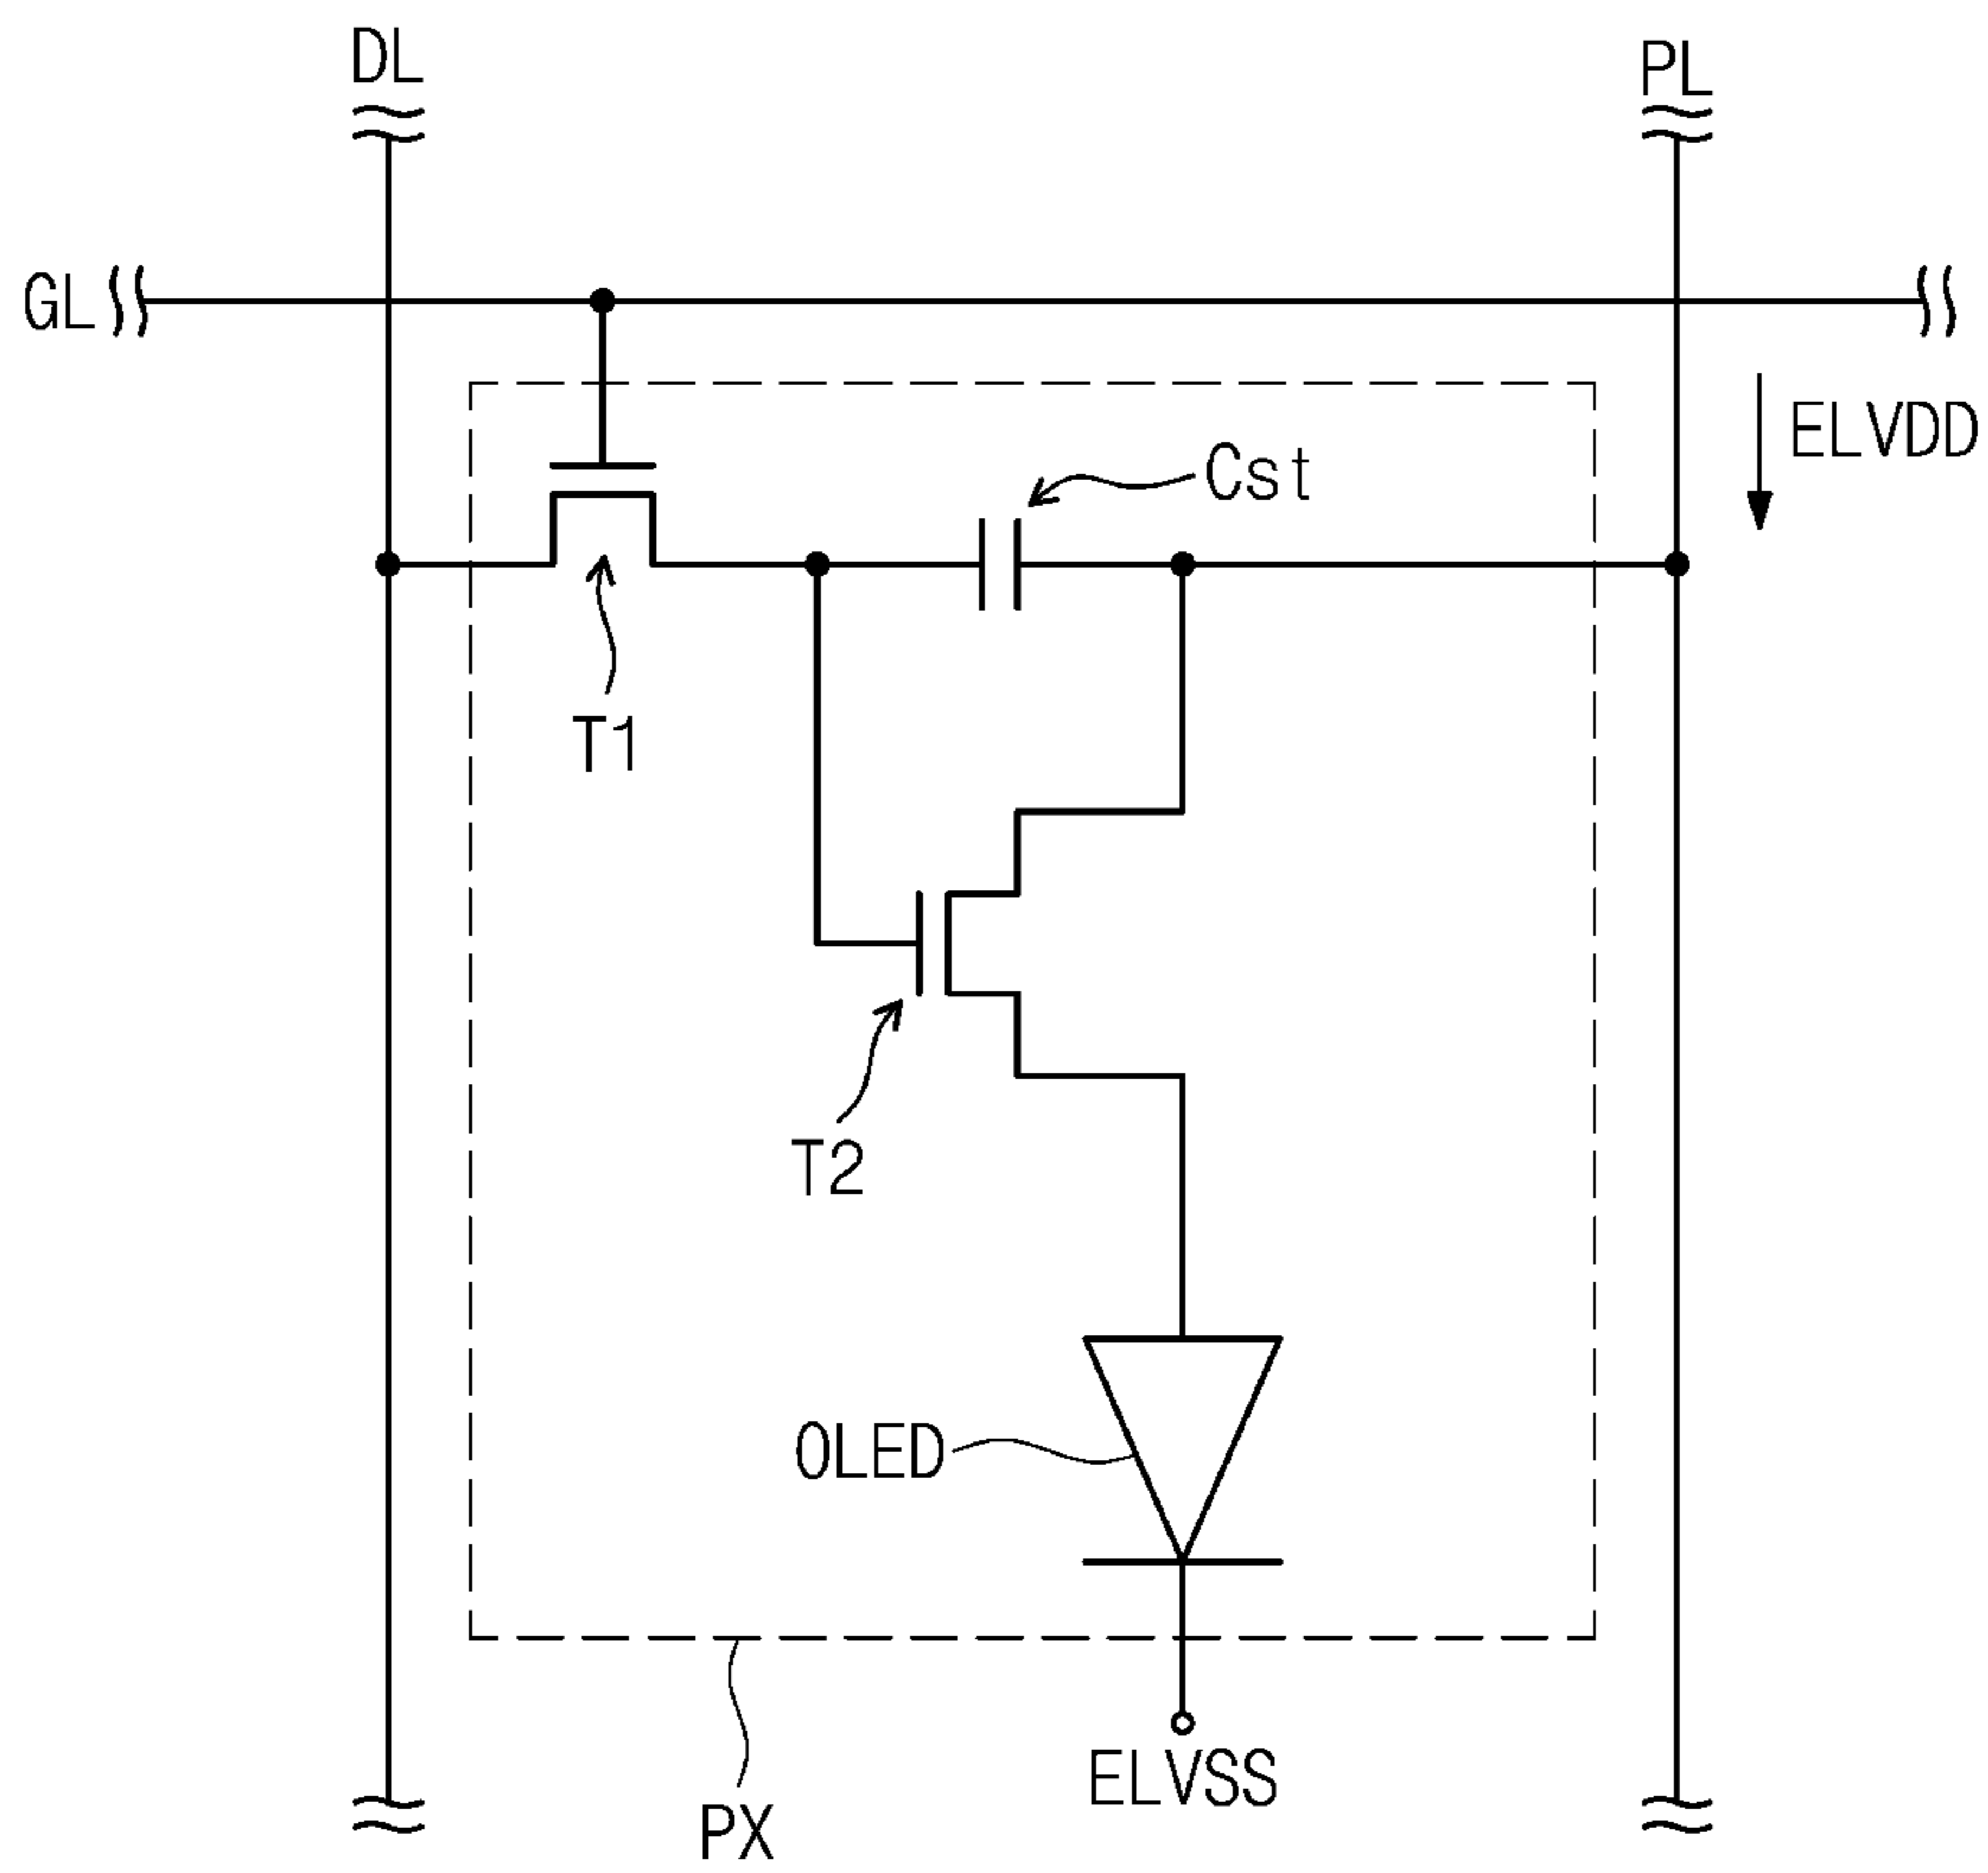 DL
PL
GL
ELVDD
Cst
T1
T2
OLED
ELVSS
PX